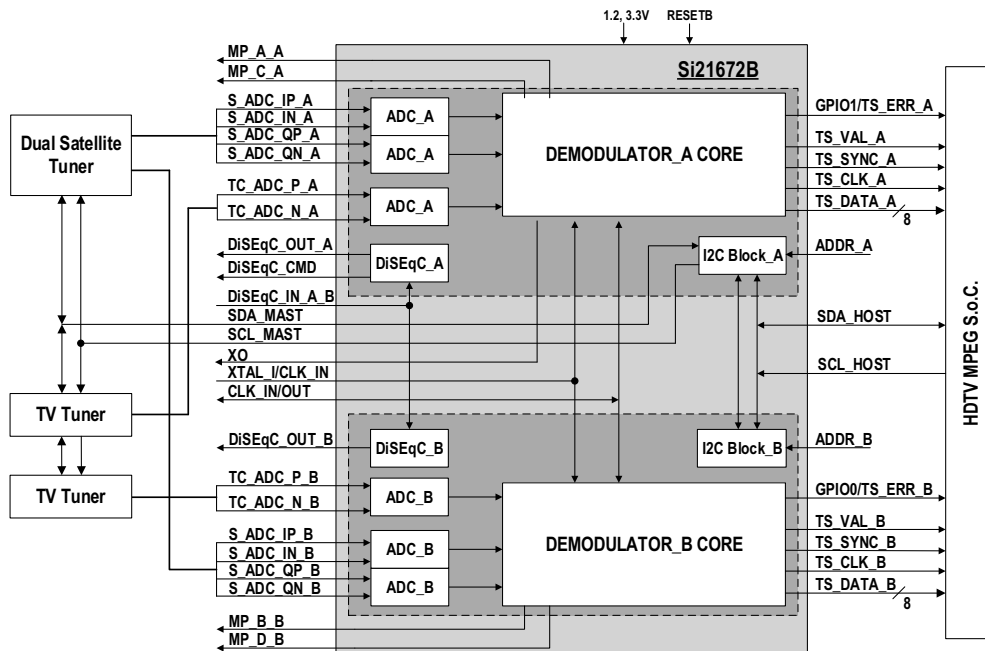 1.2, 3.3V
RESETB
Si21672B
MP_A_A
MP_C_A
S_ADC_IP_A
S_ADC_IN_A
S_ADC_QP_A
S_ADC_QN_A
TC_ADC_P_A
TC_ADC_N_A
DiSEqC_OUT_A
DiSEqC_CMD
DiSEqC_IN_A_B
SDA_MAST
SCL_MAST
XO
XTAL_I/CLK_IN
CLK_IN/OUT
DiSEqC_OUT_B
TC_ADC_P_B
TC_ADC_N_B
S_ADC_IP_B
S_ADC_IN_B
S_ADC_QP_B
S_ADC_QN_B
MP_B_B
MP_D_B
Dual Satellite
Tuner
TV Tuner
TV Tuner
ADC_A
ADC_A
ADC_A
DiSEqC_A
DEMODULATOR_A CORE
I2C Block_A
DiSEqC_B
I2C Block_B
ADC_B
ADC_B
ADC_B
DEMODULATOR_B CORE
GPIO1/TS_ERR_A
TS_VAL_A
TS_SYNC_A
TS_CLK_A
TS_DATA_A
8
ADDR_A
SDA_HOST
SCL_HOST
ADDR_B
GPIO0/TS_ERR_B
TS_VAL_B
TS_SYNC_B
TS_CLK_B
TS_DATA_B
8
HDTV MPEG S.o.C.